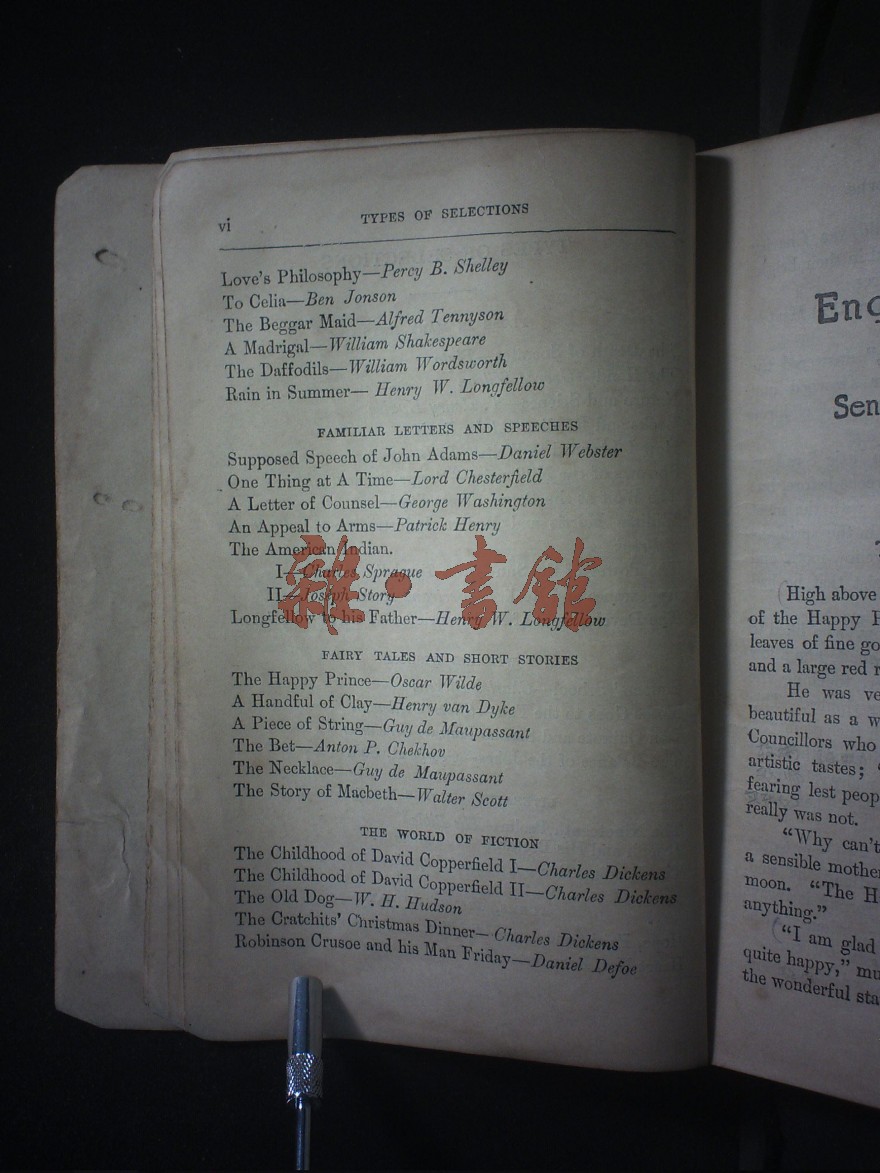 vi
TYPES OF SELECTIONS
Love's Philosophy—Percy B. Shelley
To Celia—Ben Jonson
The Beggar Maid—Alfred Tennyson
A Madrigal—William Shakespeare
The Daffodils—William Wordsworth
Rain in Summer— Henry W. Longfellow
FAMILIAR LETTERS AND SPEECHES
Supposed Speech of John Adams—Daniel Webster
One Thing at A Time—Lord Chesterfield
A Letter of Counsel—George Washington
An Appeal to Arms—Patrick Henry
The American Indian.
I—Charles Sprague
II—Joseph Story
Longfellow to his Father—Henry W. Longfellow
雜·書館
FAIRY TALES AND SHORT STORIES
The Happy Prince—Oscar Wilde
A Handful of Clay—Henry van Dyke
A Piece of String—Guy de Maupassant
The Bet—Anton P. Chekhov
The Necklace—Guy de Maupassant
The Story of Macbeth—Walter Scott
THE WORLD OF FICTION
The Childhood of David Copperfield I—Charles Dickens
The Childhood of David Copperfield II—Charles Dickens
The Old Dog—W. H. Hudson
The Cratchits' Christmas Dinner—Charles Dickens
Robinson Crusoe and his Man Friday—Daniel Defoe
High above
of the Happy
leaves of fine
and a large red
He was
beautiful as a
Councillors who
artistic tastes;
fearing lest
really was not.
"Why can't
a sensible
moon. "The
anything."
"I am glad
quite happy,"
the wonderful